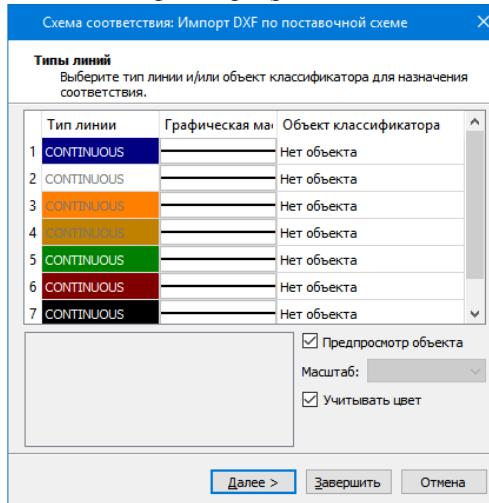 Схема соответствия: Импорт DXF по поставочной схеме
Типы линий
Выберите тип линии и/или объект классификатора для назначения
соответствия.
Тип линии Графическая ма Объект классификатора
1 CONTINUOUS Нет объекта
2 CONTINUOUS Нет объекта
3 CONTINUOUS Нет объекта
4 CONTINUOUS Нет объекта
5 CONTINUOUS Нет объекта
6 CONTINUOUS Нет объекта
7 CONTINUOUS Нет объекта
Предпросмотр объекта
Масштаб:
Учитывать цвет
Далее >
Завершить
Отмена